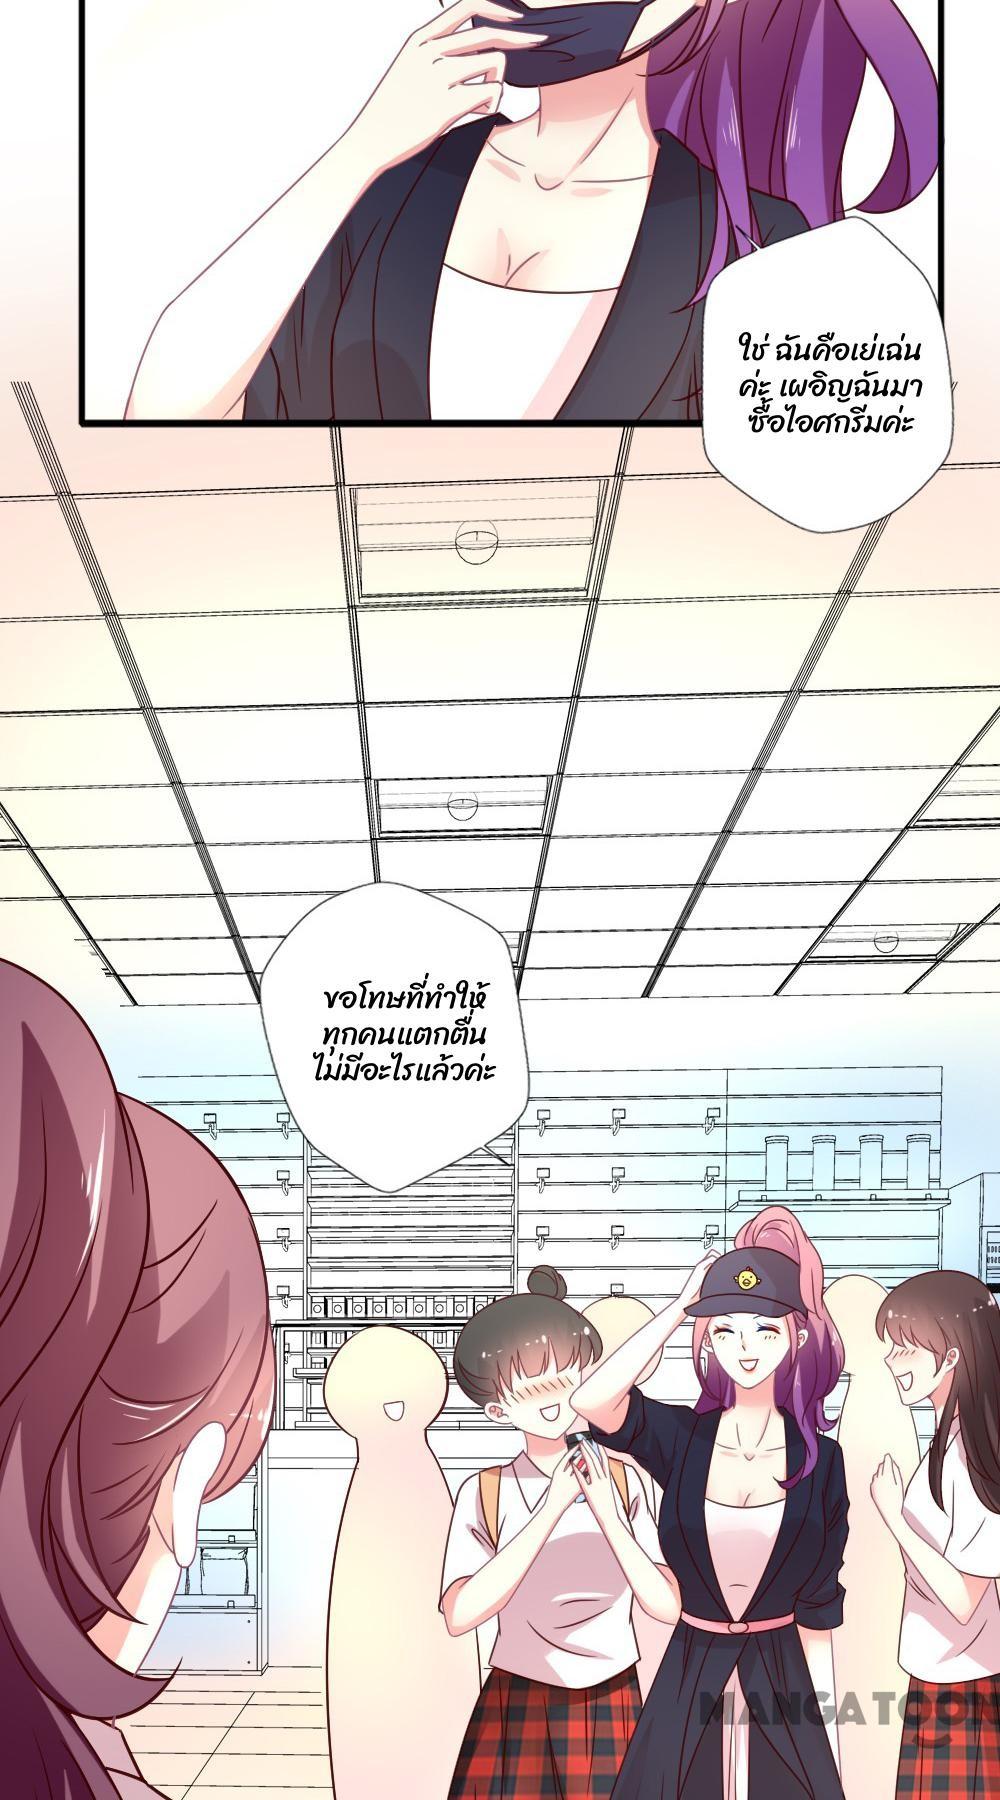 ใช่ ฉันคือเย่เฉ่น
ค่ะ เผอิญฉันมา
ซื้อไอศกรีมค่ะ
ขอโทษที่ทำให้
ทุกคนแตกตื่น
ไม่มีอะไรแล้วค่ะ
MANGATOON